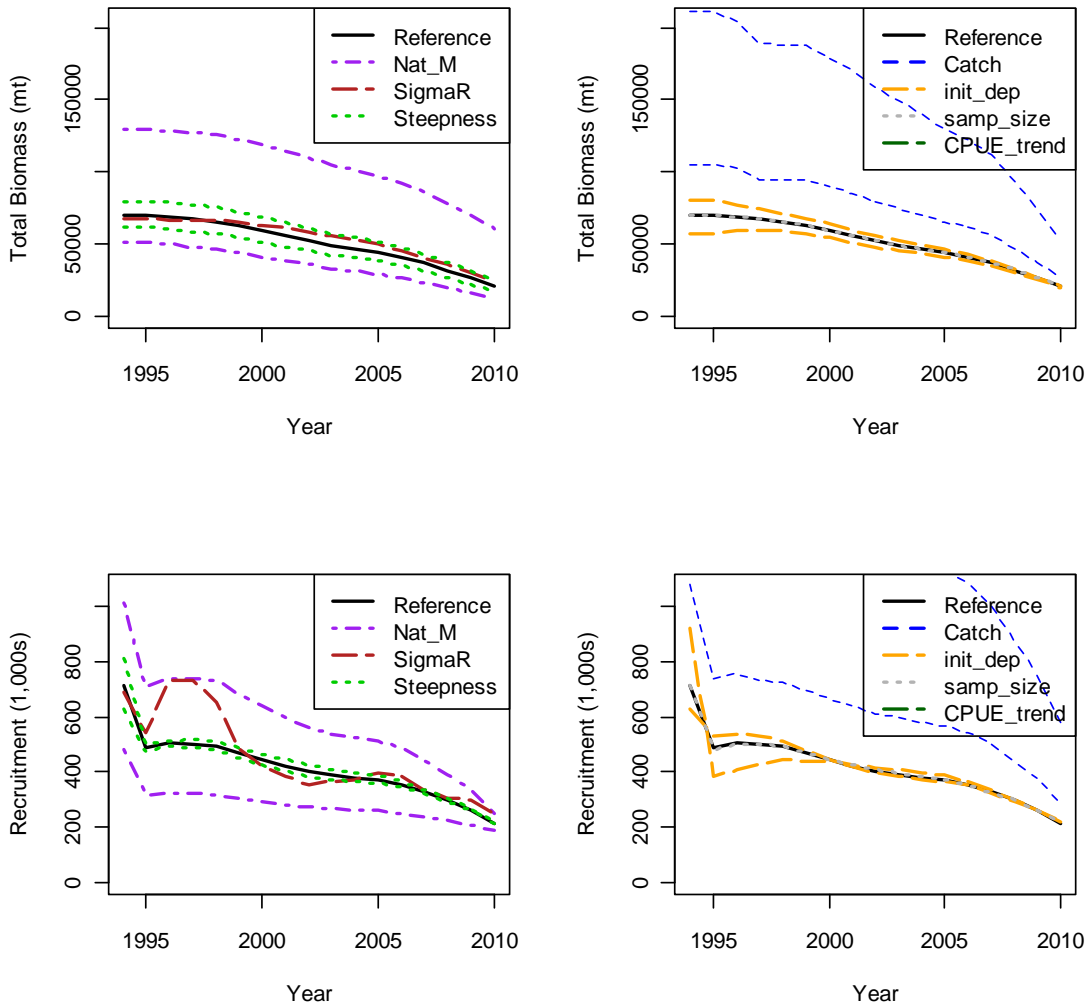 Total Biomass (mt)
0
50000
150000
Reference
Nat_M
SigmaR
Steepness
1995
2000
2005
2010
Year
Total Biomass (mt)
0
50000
150000
Reference
Catch
init_dep
samp_size
CPUE_trend
1995
2000
2005
2010
Year
Recruitment (1,000s)
0
200
400
600
800
Reference
Nat_M
SigmaR
Steepness
1995
2000
2005
2010
Year
Recruitment (1,000s)
0
200
400
600
800
Reference
Catch
init_dep
samp_size
CPUE_trend
1995
2000
2005
2010
Year